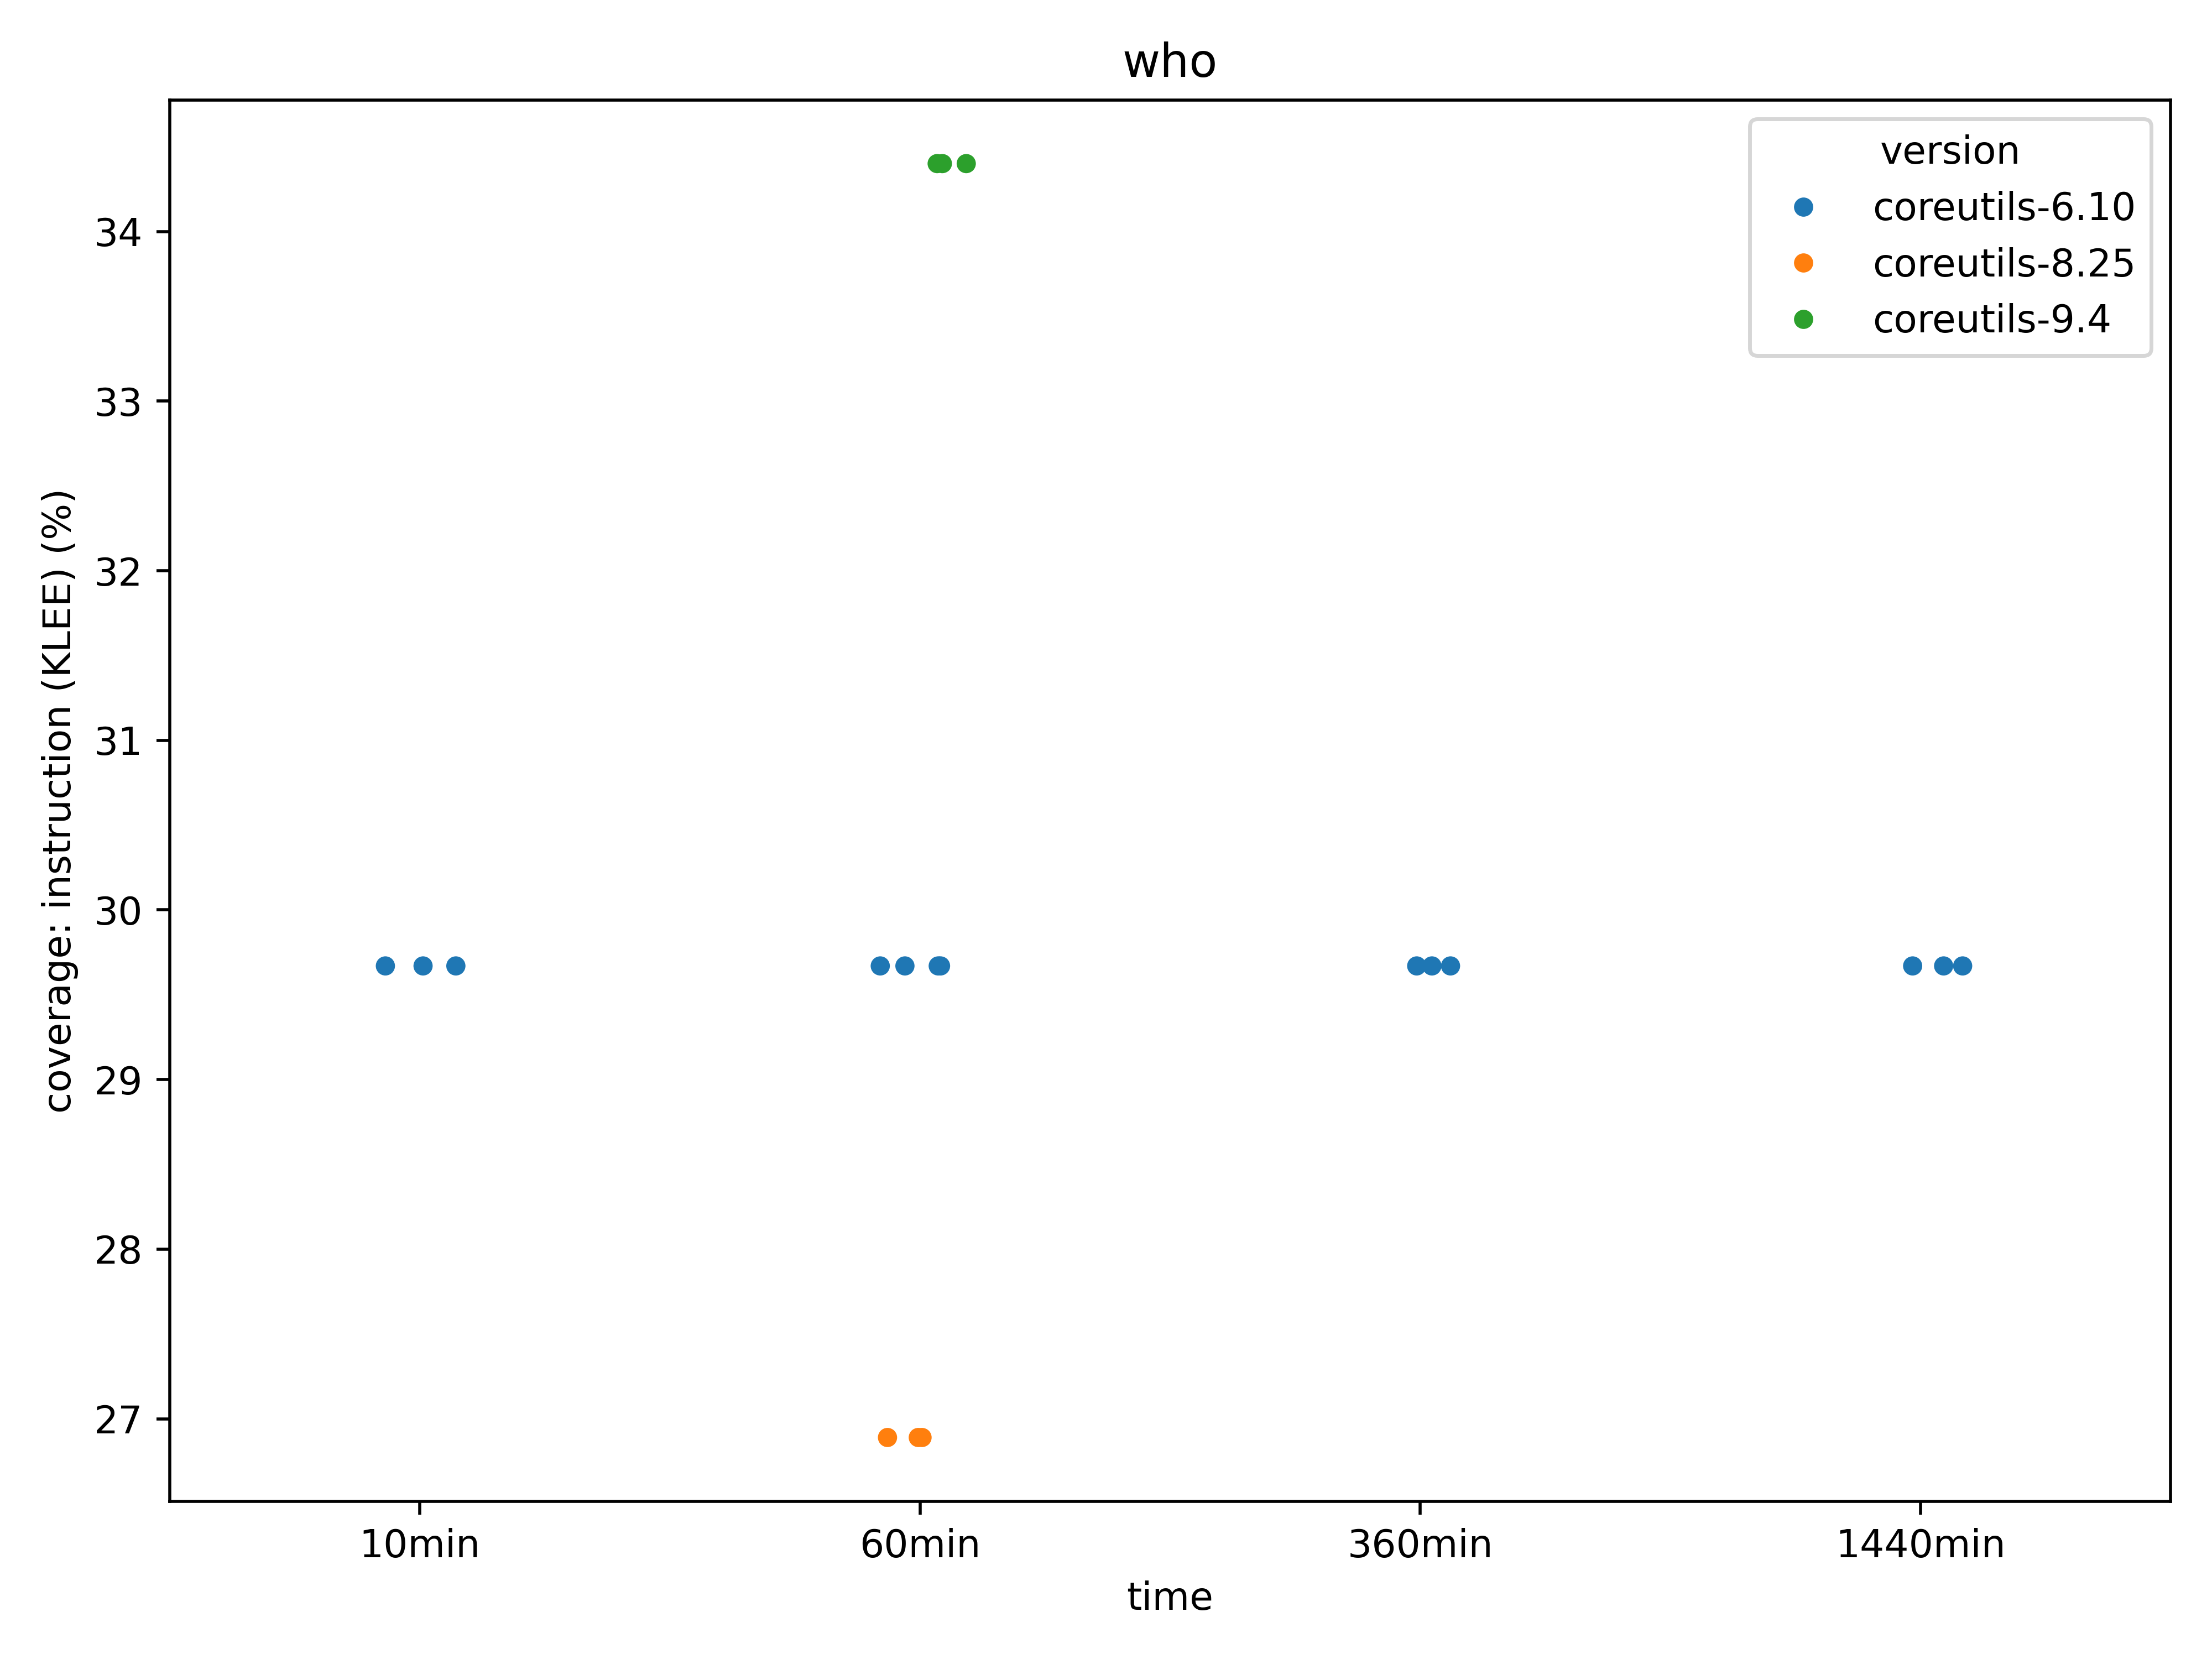 who
version
coreutils-6.10
coreutils-8.25
coreutils-9.4
coverage: instruction (KLEE) (%)
34
33
32
31
30
29
28
27
10min
60min
360min
1440min
time